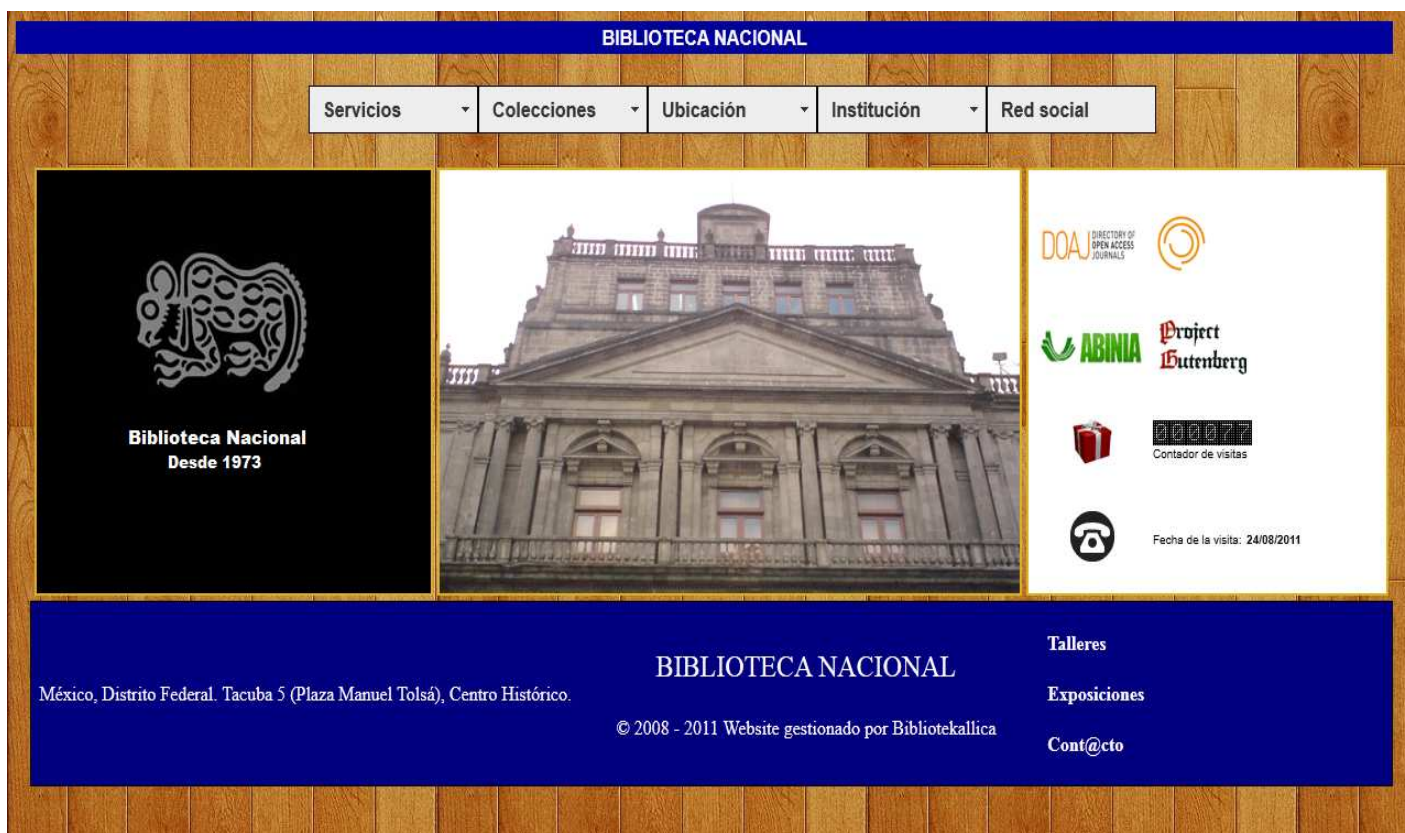 BIBLIOTECA NACIONAL
Servicios
Colecciones
Ubicación
Institución
Red social
Biblioteca Nacional
Desde 1973
DOAJ DIRECTORY OF
OPEN ACCESS
JOURNALS
ABINIA
Project
Gutenberg
000077
Contador de visitas
Fecha de la visita: 24/08/2011
México, Distrito Federal. Tacuba 5 (Plaza Manuel Tolsá), Centro Histórico.
BIBLIOTECA NACIONAL
© 2008 - 2011 Website gestionado por Bibliotekallica
Talleres
Exposiciones
Cont@cto